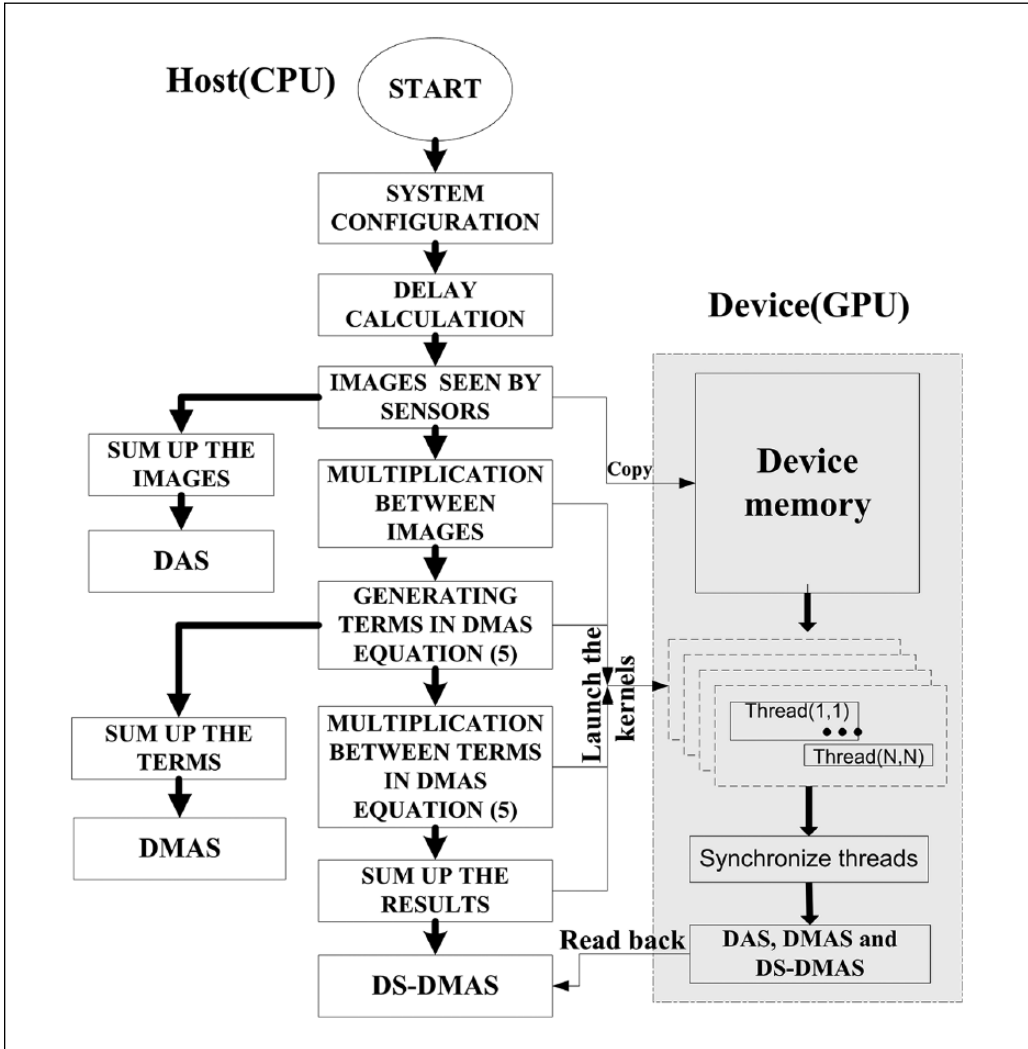 Host(CPU)
START
SYSTEM
CONFIGURATION
DELAY
CALCULATION
IMAGES SEEN BY
SENSORS
SUM UP THE
IMAGES
DAS
MULTIPLICATION
BETWEEN
IMAGES
GENERATING
TERMS IN DMAS
EQUATION (5)
SUM UP THE
TERMS
DMAS
MULTIPLICATION
BETWEEN TERMS
IN DMAS
EQUATION (5)
SUM UP THE
RESULTS
DS-DMAS
Copy
Launch the
kernels
Read back
Device(GPU)
Device
memory
Thread(1,1)
Thread(N,N)
Synchronize threads
DAS, DMAS and
DS-DMAS